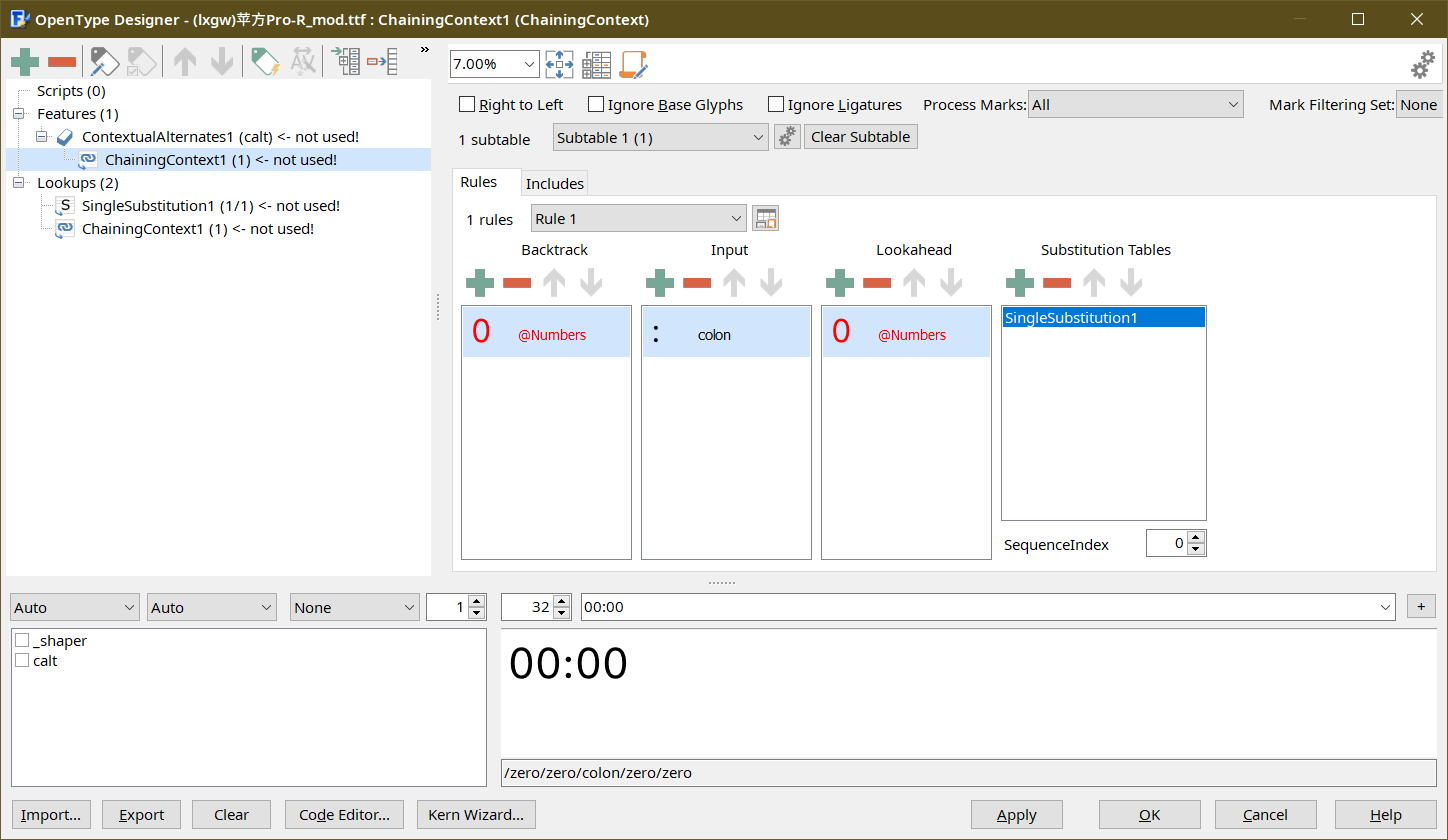 OpenType Designer - (lxgw)苹方Pro-R_mod.ttf : ChainingContext1 (ChainingContext)
»
7.00%
Scripts (0)
Features (1)
ContextualAlternates1 (calt) <- not used!
ChainingContext1 (1) <- not used!
Lookups (2)
S SingleSubstitution1 (1/1) <- not used!
ChainingContext1 (1) <- not used!
Right to Left Ignore Base Glyphs Ignore Ligatures Process Marks: All Mark Filtering Set: None
1 subtable Subtable 1 (1) Clear Subtable
Rules Includes
1 rules Rule 1
Backtrack Input Lookahead Substitution Tables
0 @Numbers : colon 0 @Numbers SingleSubstitution1
SequenceIndex 0
Auto Auto None 1 32 00:00 +
_shaper
calt
00:00
/zero/zero/colon/zero/zero
Import... Export Clear Code Editor... Kern Wizard... Apply OK Cancel Help